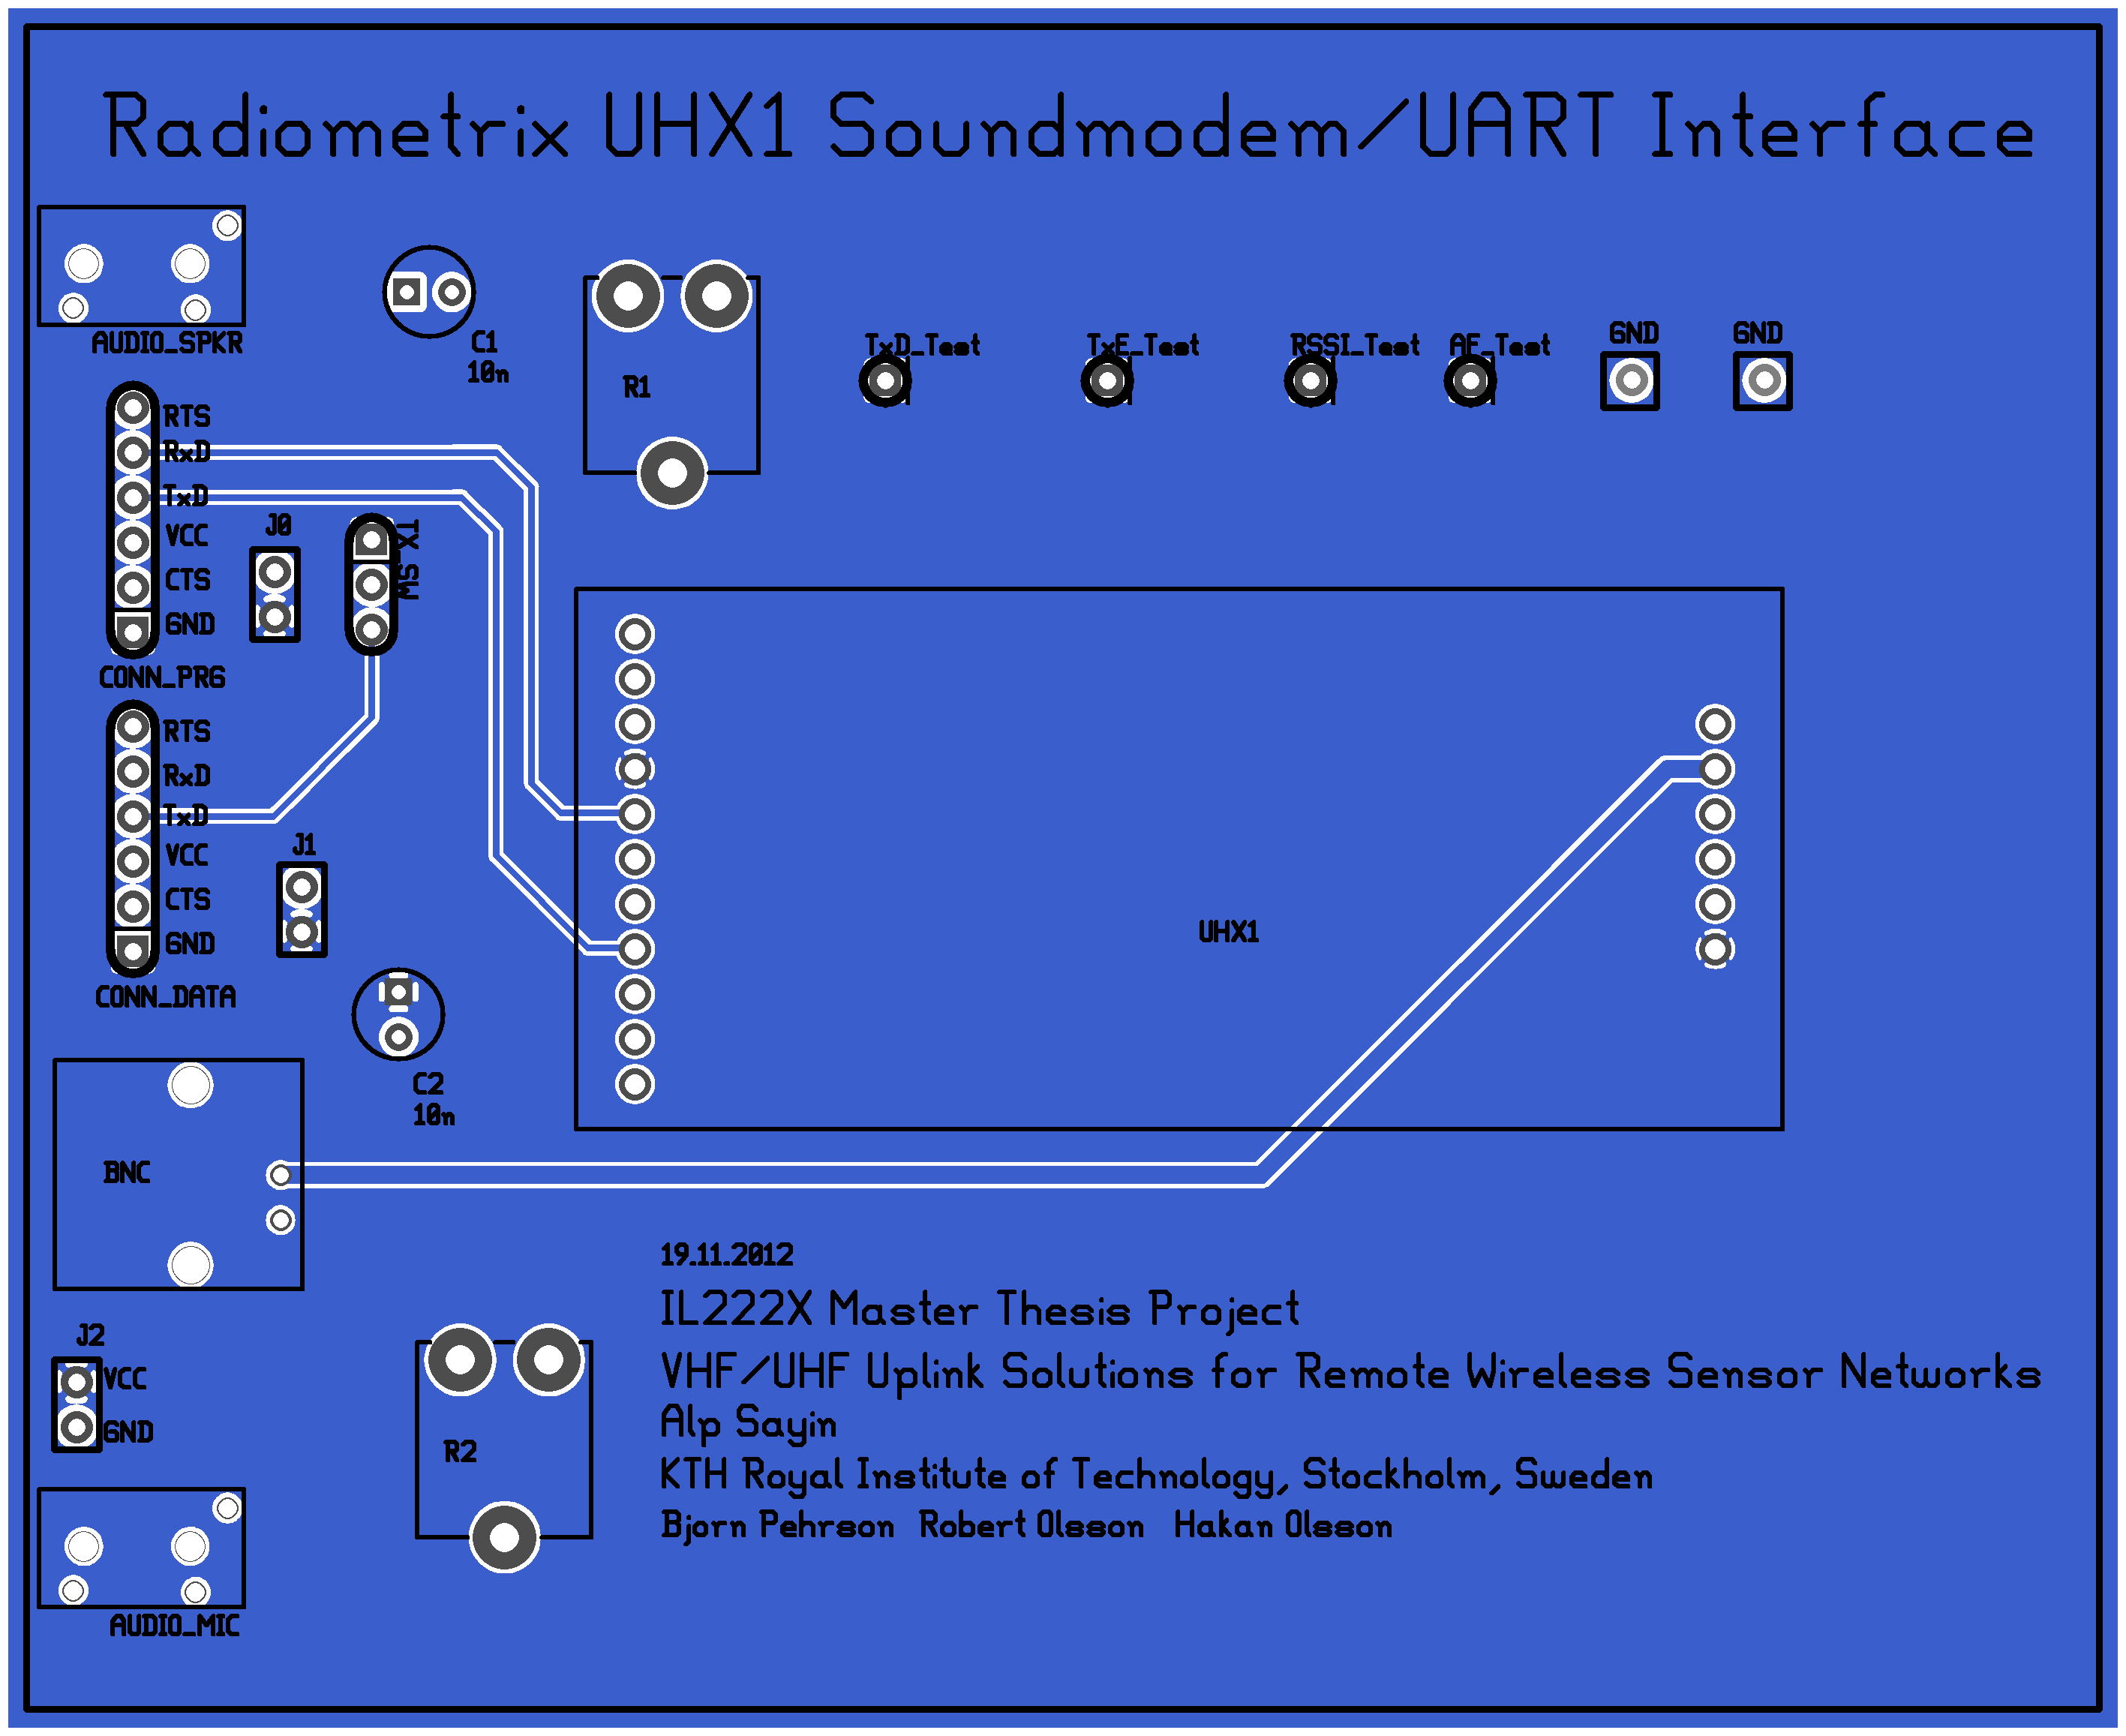 Radiometrix UHX1 Soundmodem/UART Interface
AUDIO_SPKR
C1
10n
R1
TxD_Test
TxE_Test
RSSI_Test
AF_Test
GND
GND
RTS
RxD
TxD
VCC
CTS
GND
CONN_PRG
J0
RTS
RxD
TxD
VCC
CTS
GND
CONN_DATA
J1
UHX1
C2
10n
BNC
19.11.2012
IL222X Master Thesis Project
VHF/UHF Uplink Solutions for Remote Wireless Sensor Networks
Alp Sayin
KTH Royal Institute of Technology, Stockholm, Sweden
Bjorn Pehrson Robert Olsson Hakan Olsson
J2
VCC
GND
R2
AUDIO_MIC